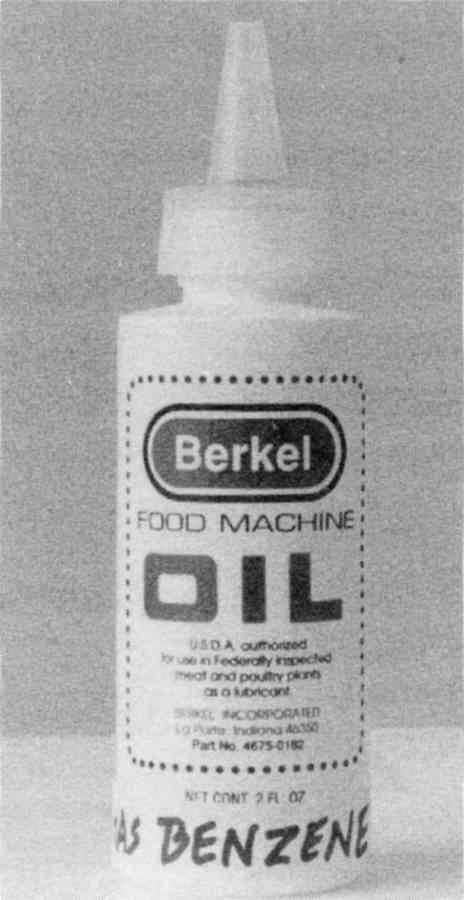 Berkel
FOOD MACHINE
OIL
U.S.D.A. authorized
for use in Federally inspected
meat and poultry plants
as a lubricant.
BERKEL INCORPORATED
La Porte, Indiana 46350
Part No. 4675-0182
NET CONT. 2 FL. OZ.
AS BENZENE